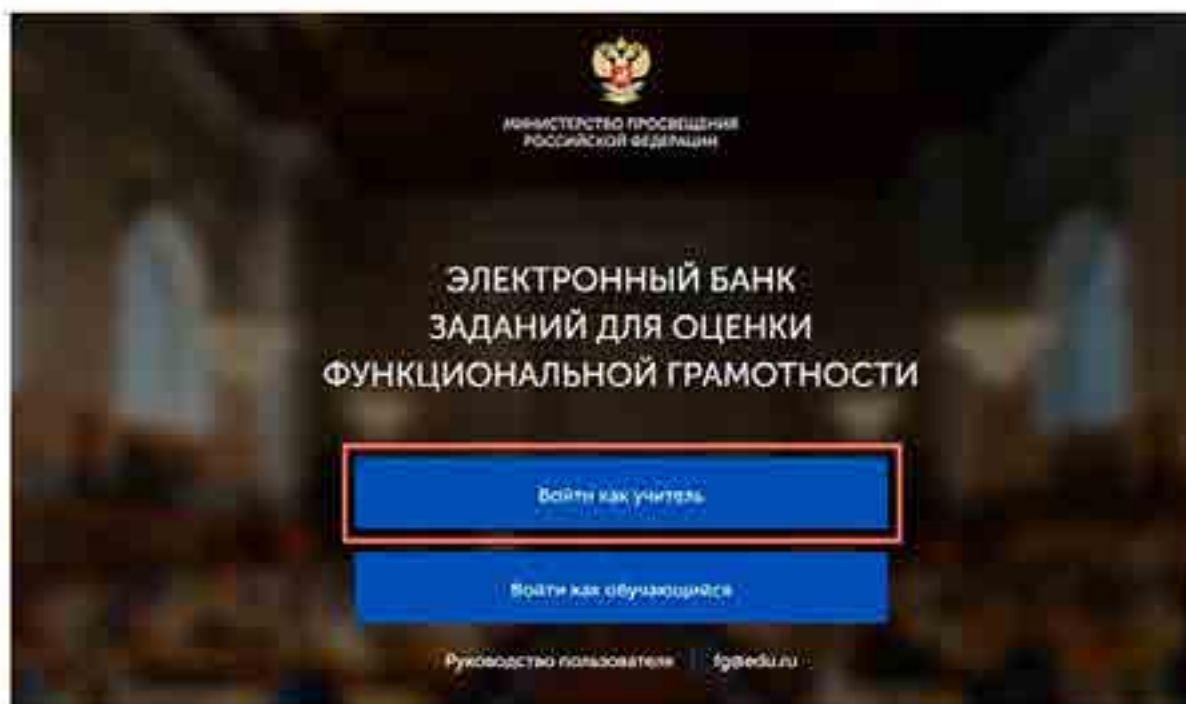 МИНИСТЕРСТВО ПРОСВЕЩЕНИЯ
РОССИЙСКОЙ ФЕДЕРАЦИИ
ЭЛЕКТРОННЫЙ БАНК
ЗАДАНИЙ ДЛЯ ОЦЕНКИ
ФУНКЦИОНАЛЬНОЙ ГРАМОТНОСТИ
Войти как учитель
Войти как обучающийся
Руководство пользователя | fg@edu.ru